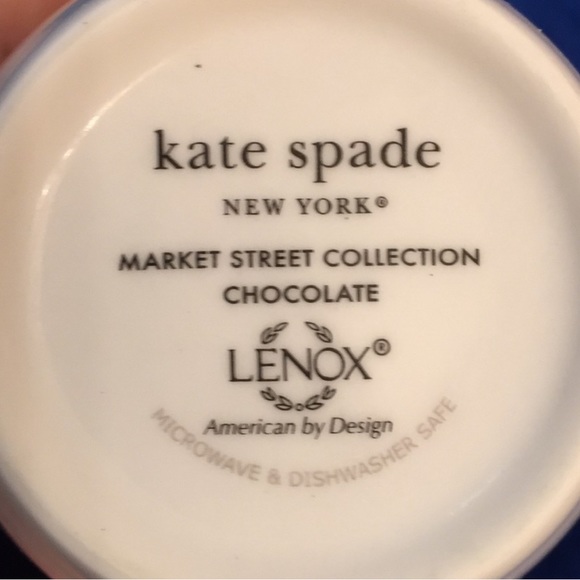 kate spade
NEW YORK®
MARKET STREET COLLECTION
CHOCOLATE
LENOX®
American by Design
MICROWAVE & DISHWASHER SAFE